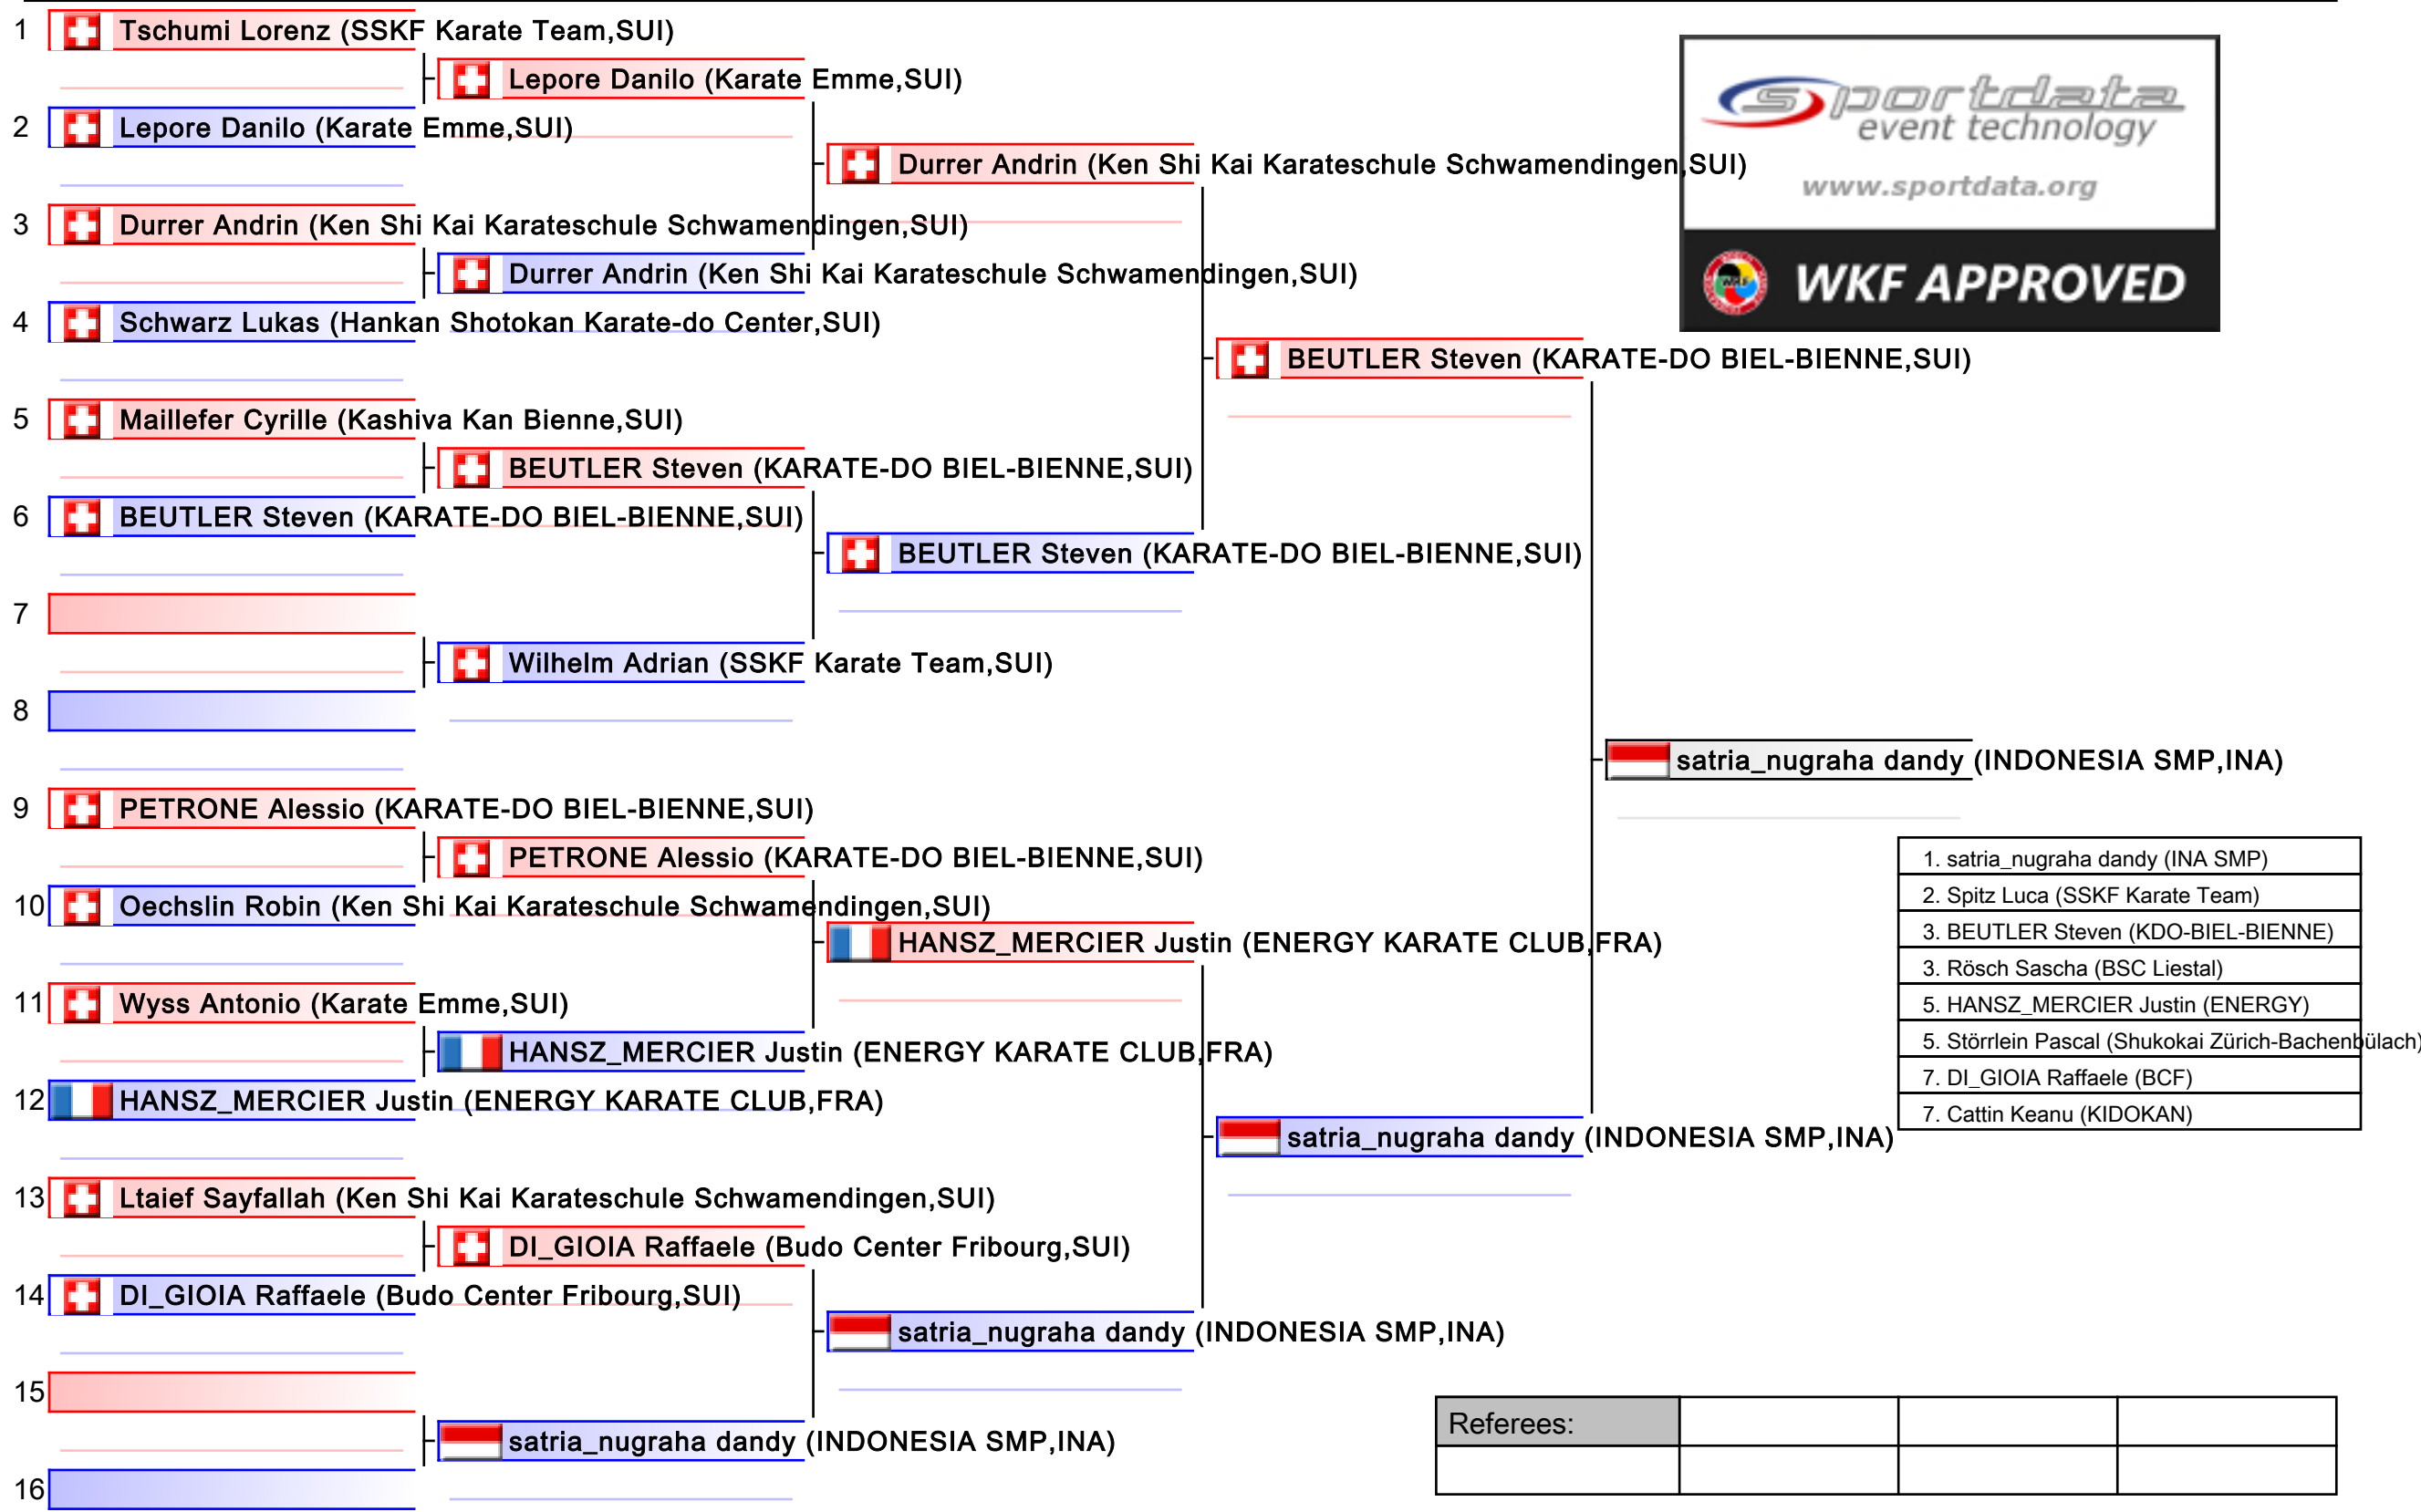 1 Tschumi Lorenz (SSKF Karate Team,SUI)
Lepore Danilo (Karate Emme,SUI)
2 Lepore Danilo (Karate Emme,SUI)
sportdata
event technology
www.sportdata.org
WKF APPROVED
Durrer Andrin (Ken Shi Kai Karateschule Schwamendingen,SUI)
3 Durrer Andrin (Ken Shi Kai Karateschule Schwamendingen,SUI)
Durrer Andrin (Ken Shi Kai Karateschule Schwamendingen,SUI)
4 Schwarz Lukas (Hankan Shotokan Karate-do Center,SUI)
BEUTLER Steven (KARATE-DO BIEL-BIENNE,SUI)
5 Maillefer Cyrille (Kashiva Kan Bienne,SUI)
BEUTLER Steven (KARATE-DO BIEL-BIENNE,SUI)
6 BEUTLER Steven (KARATE-DO BIEL-BIENNE,SUI)
BEUTLER Steven (KARATE-DO BIEL-BIENNE,SUI)
7
Wilhelm Adrian (SSKF Karate Team,SUI)
8
satria_nugraha dandy (INDONESIA SMP,INA)
9 PETRONE Alessio (KARATE-DO BIEL-BIENNE,SUI)
PETRONE Alessio (KARATE-DO BIEL-BIENNE,SUI)
10 Oechslin Robin (Ken Shi Kai Karateschule Schwamendingen,SUI)
HANSZ_MERCIER Justin (ENERGY KARATE CLUB,FRA)
11 Wyss Antonio (Karate Emme,SUI)
HANSZ_MERCIER Justin (ENERGY KARATE CLUB,FRA)
12 HANSZ_MERCIER Justin (ENERGY KARATE CLUB,FRA)
1. satria_nugraha dandy (INA SMP)
2. Spitz Luca (SSKF Karate Team)
3. BEUTLER Steven (KDO-BIEL-BIENNE)
3. Rösch Sascha (BSC Liestal)
5. HANSZ_MERCIER Justin (ENERGY)
5. Störrlein Pascal (Shukokai Zürich-Bachenbülach)
7. DI_GIOIA Raffaele (BCF)
7. Cattin Keanu (KIDOKAN)
satria_nugraha dandy (INDONESIA SMP,INA)
13 Ltaief Sayfallah (Ken Shi Kai Karateschule Schwamendingen,SUI)
DI_GIOIA Raffaele (Budo Center Fribourg,SUI)
14 DI_GIOIA Raffaele (Budo Center Fribourg,SUI)
satria_nugraha dandy (INDONESIA SMP,INA)
15
satria_nugraha dandy (INDONESIA SMP,INA)
16
Referees: